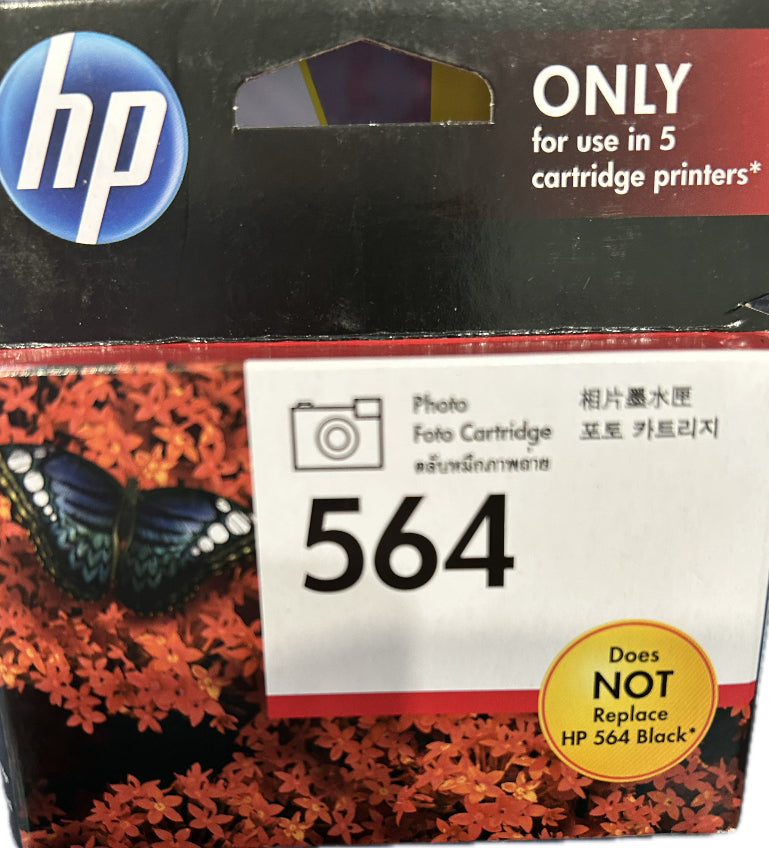 hp
ONLY
for use in 5
cartridge printers*
Photo
Foto Cartridge
ตลับหมึกภาพถ่าย
相片墨水匣
포토 카트리지
564
Does
NOT
Replace
HP 564 Black*